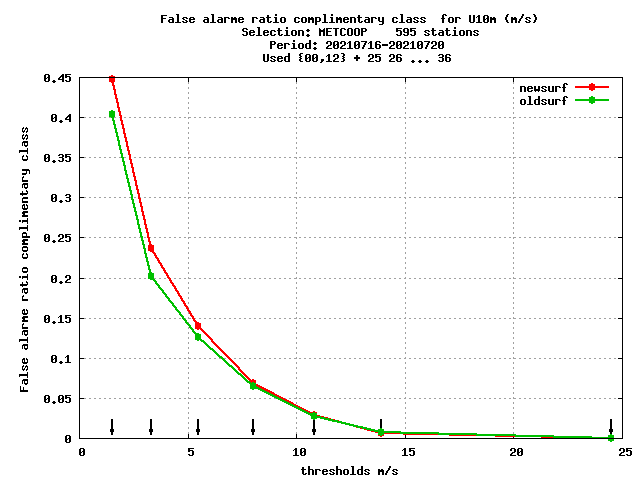 False alarme ratio complimentary class  for U10m (m/s)
Selection: METCOOP    595 stations
Period: 20210716-20210720
Used {00,12} + 25 26 ... 36
newsurf
oldsurf
False alarme ratio complimentary class
0.45
0.4
0.35
0.3
0.25
0.2
0.15
0.1
0.05
0
0 5 10 15 20 25
thresholds m/s